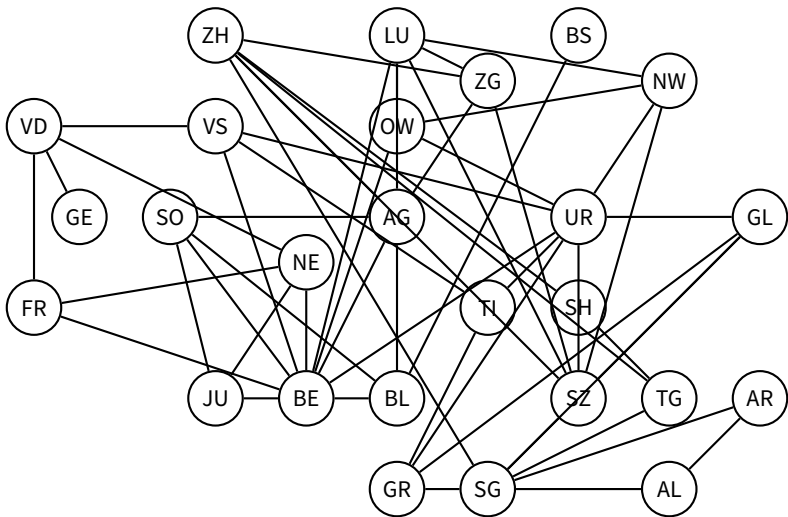 ZH LU BS
ZG NW
VD VS OW
GE SO AG UR GL
NE
FR TI SH
JU BE BL SZ TG AR
GR SG AL